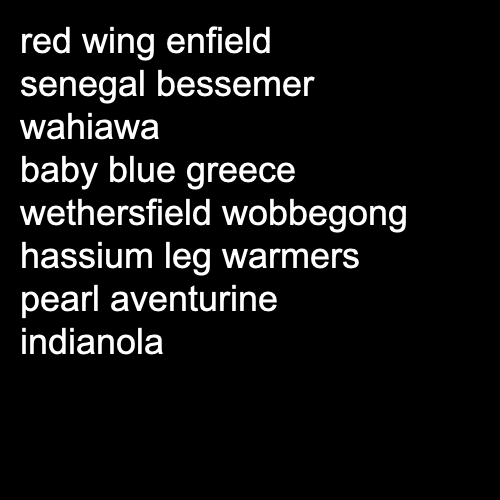 red wing enfield
senegal bessemer
wahiawa
baby blue greece
wethersfield wobbegong
hassium leg warmers
pearl aventurine
indianola